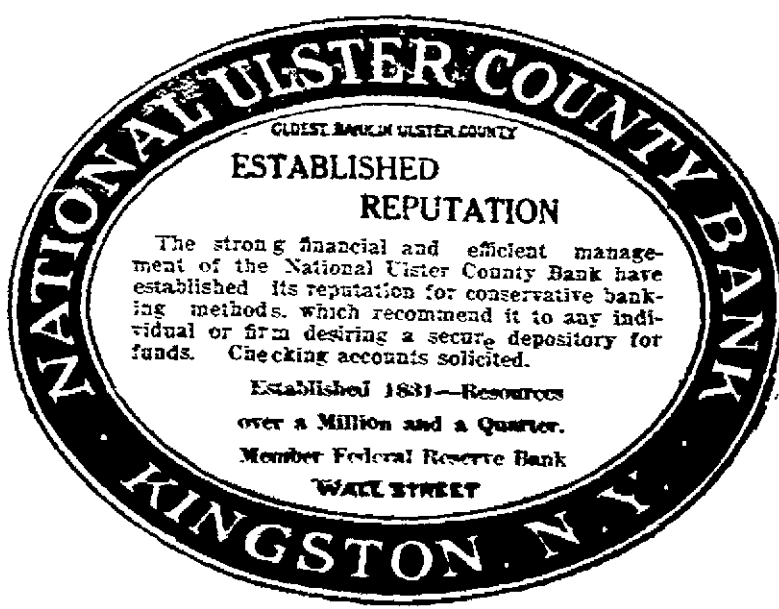 NATIONAL ULSTER COUNTY BANK
OLDEST BANK IN ULSTER COUNTY
ESTABLISHED
REPUTATION
The strong financial and efficient manage-
ment of the National Ulster County Bank have
established its reputation for conservative bank-
ing methods, which recommend it to any indi-
vidual or firm desiring a secure depository for
funds. Checking accounts solicited.
Established 1831—Resources
over a Million and a Quarter.
Member Federal Reserve Bank
WALL STREET
KINGSTON. N.Y.